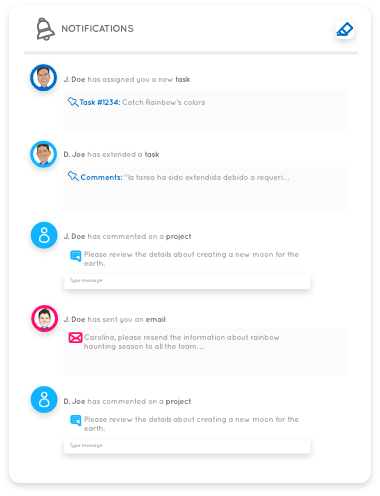 NOTIFICATIONS
J. Doe has assigned you a new task
Task #1234: Catch Rainbow's colors
D. Joe has extended a task
Comments: "la tarea ha sido extendida debido a requeri...
J. Doe has commented on a project
Please review the details about creating a new moon for the
earth.
Type message
J. Doe has sent you an email
Carolina, please resend the information about rainbow
haunting season to all the team...
D. Joe has commented on a project
Please review the details about creating a new moon for the
earth.
Type message